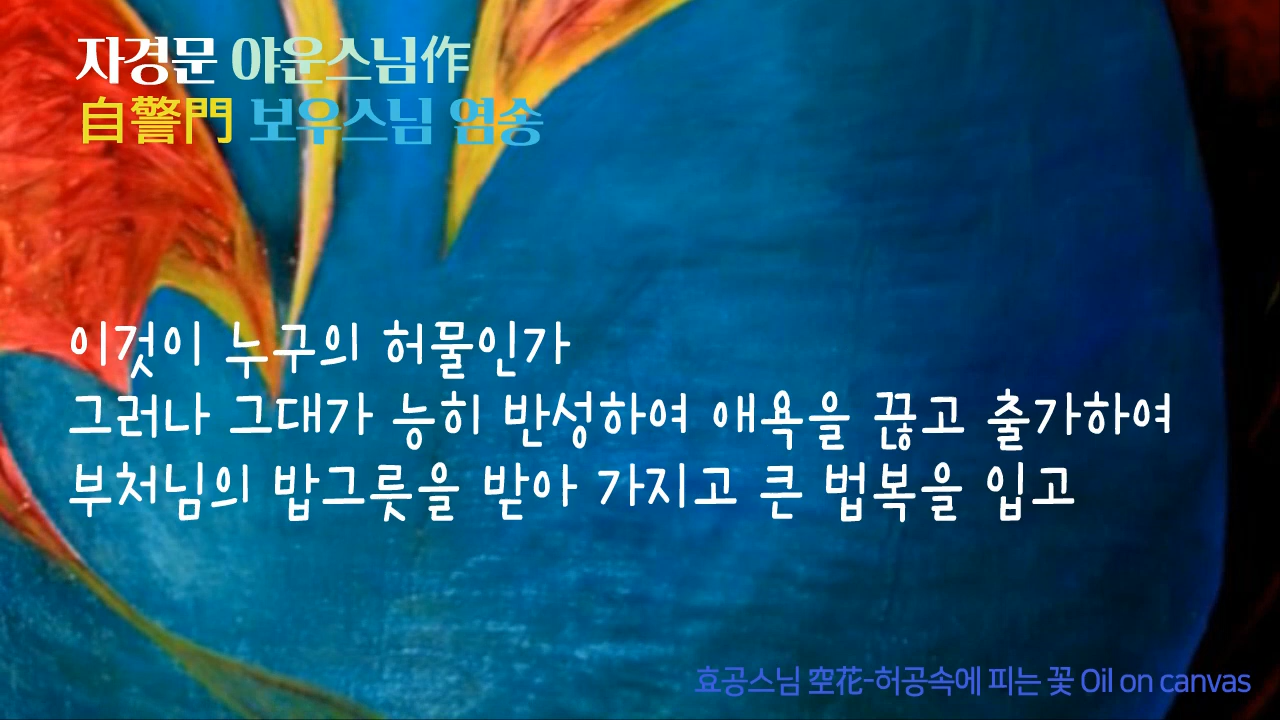 자경문 야운스님作
自警門 보우스님 염송
이것이 누구의 허물인가
그러나 그대가 능히 반성하여 애욕을 끊고 출가하여
부처님의 밥그릇을 받아 가지고 큰 법복을 입고
효공스님 空花-허공속에 피는 꽃 Oil on canvas